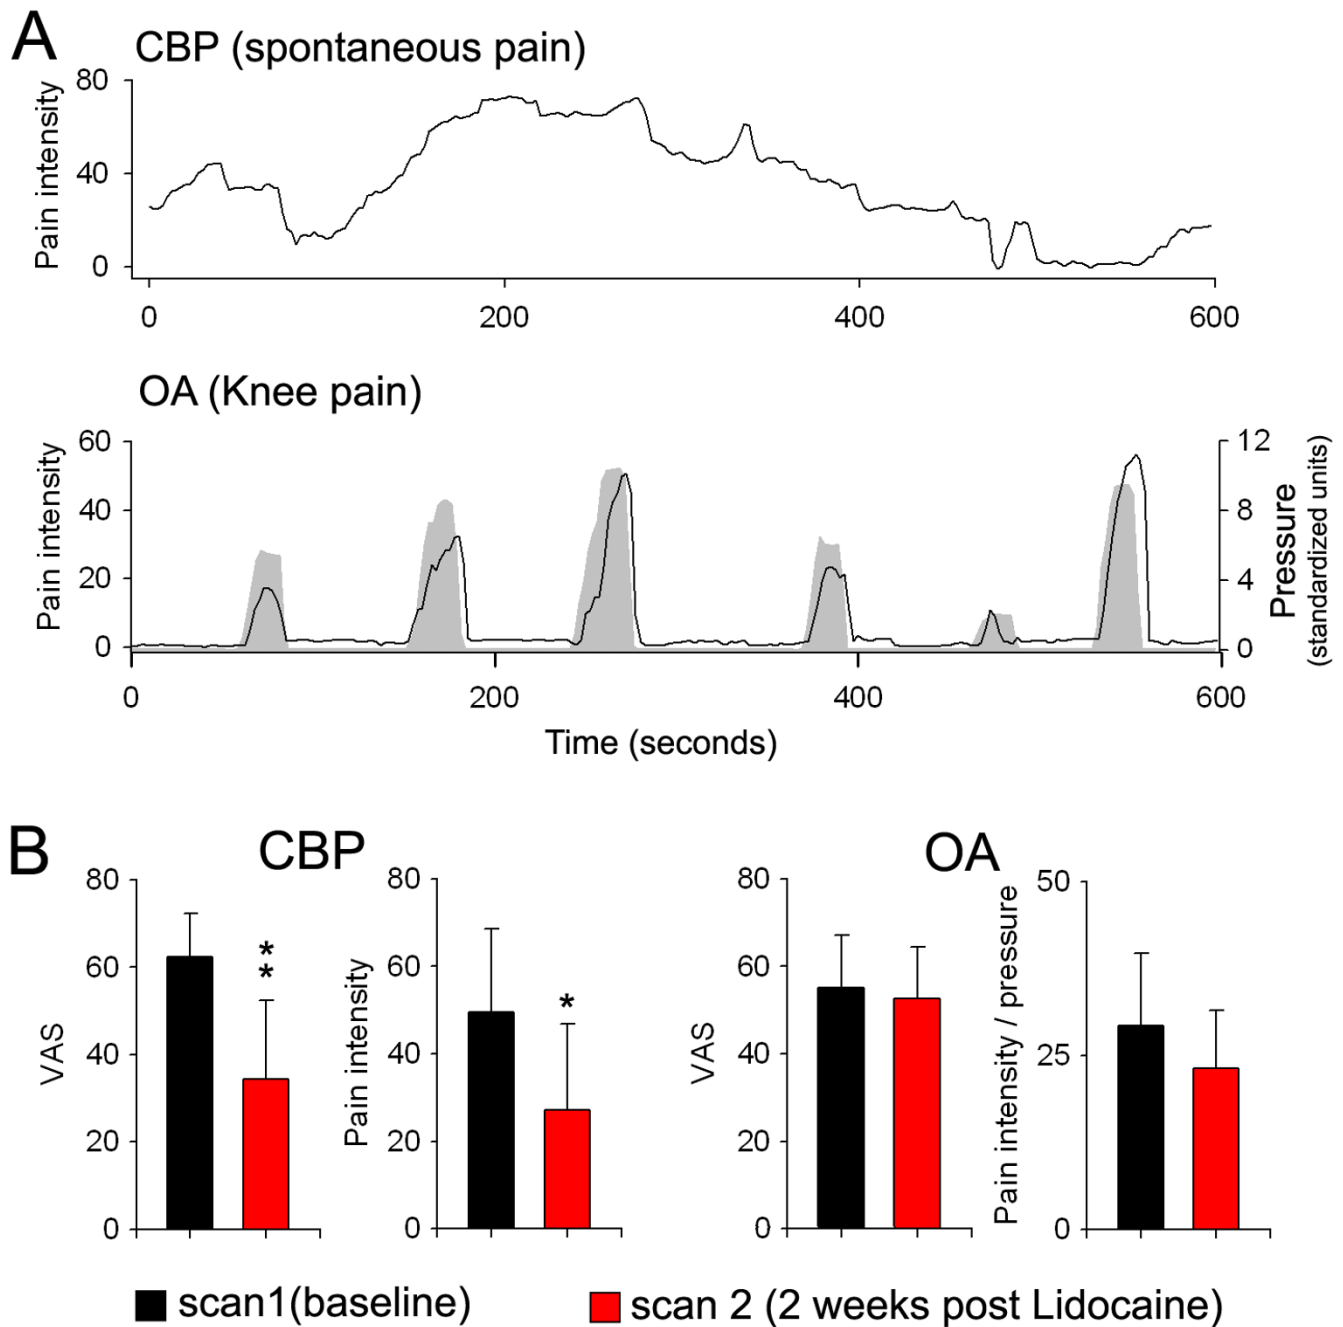 A
CBP (spontaneous pain)
Pain intensity
80
40
0
0 200 400 600
OA (Knee pain)
Pain intensity
60
40
20
0
12
8
4
0
Pressure
(standardized units)
0 200 400 600
Time (seconds)
B
CBP
OA
VAS
80
60
40
20
0
*
*
Pain intensity
80
60
40
20
0
*
VAS
80
60
40
20
0
Pain intensity / pressure
50
25
0
scan1(baseline)
scan 2 (2 weeks post Lidocaine)